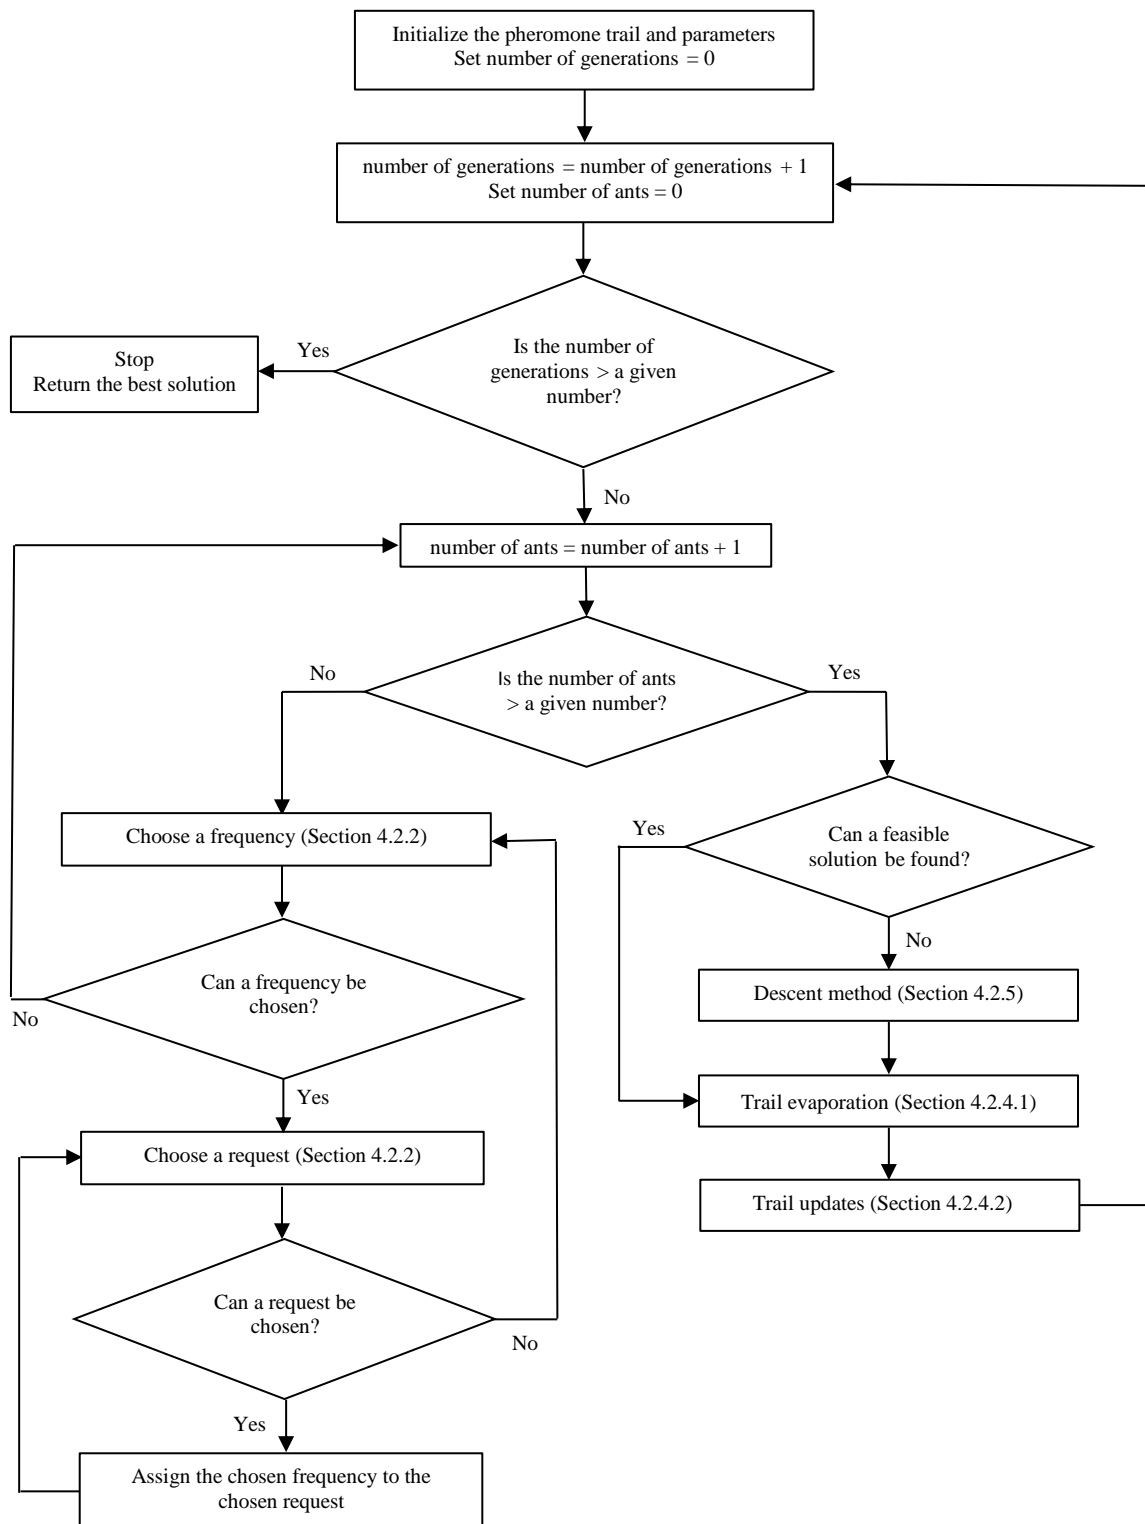 Initialize the pheromone trail and parameters
Set number of generations = 0
number of generations = number of generations + 1
Set number of ants = 0
Is the number of
generations > a given
number?
Yes
Stop
Return the best solution
No
number of ants = number of ants + 1
Is the number of ants
> a given number?
No
Yes
Choose a frequency (Section 4.2.2)
Can a frequency be
chosen?
No
Yes
Choose a request (Section 4.2.2)
Can a request be
chosen?
No
Yes
Assign the chosen frequency to the
chosen request
Can a feasible
solution be found?
Yes
No
Descent method (Section 4.2.5)
Trail evaporation (Section 4.2.4.1)
Trail updates (Section 4.2.4.2)